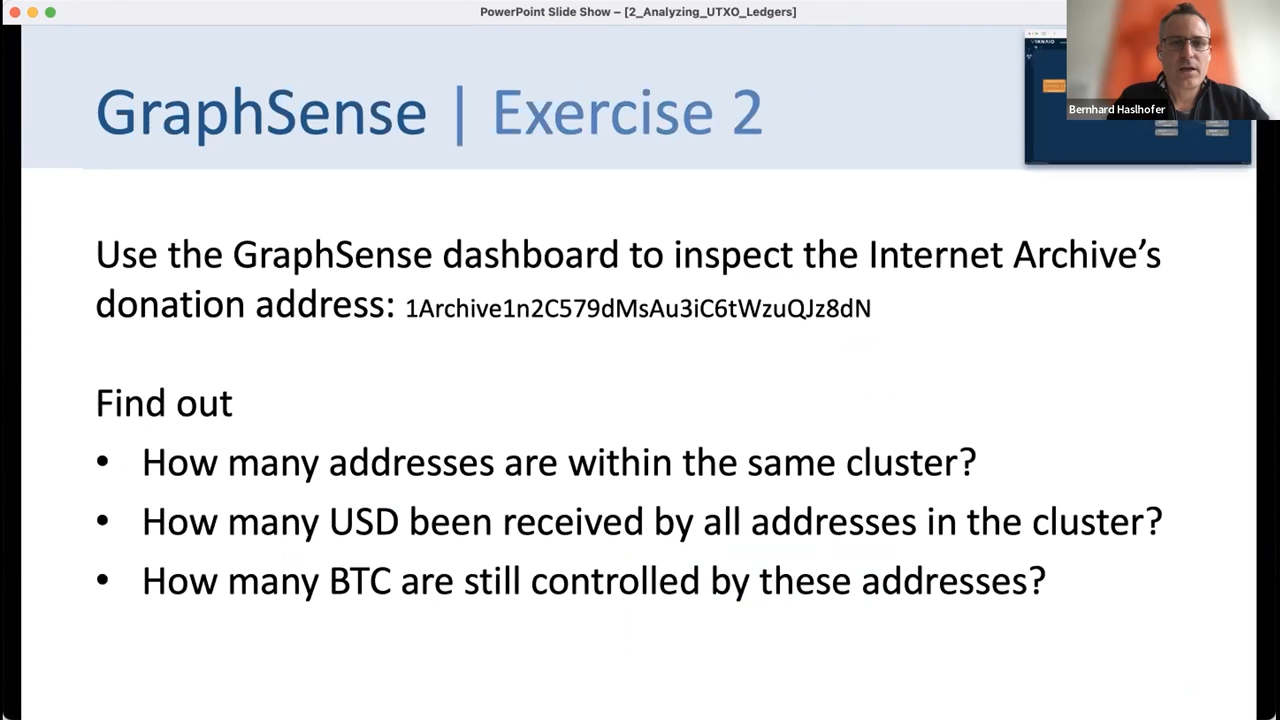 PowerPoint Slide Show – [2_Analyzing_UTXO_Ledgers]
GraphSense | Exercise 2
Bernhard Haslhofer
Use the GraphSense dashboard to inspect the Internet Archive’s
donation address: 1Archive1n2C579dMsAu3iC6tWzuQJz8dN
Find out
• How many addresses are within the same cluster?
• How many USD been received by all addresses in the cluster?
• How many BTC are still controlled by these addresses?